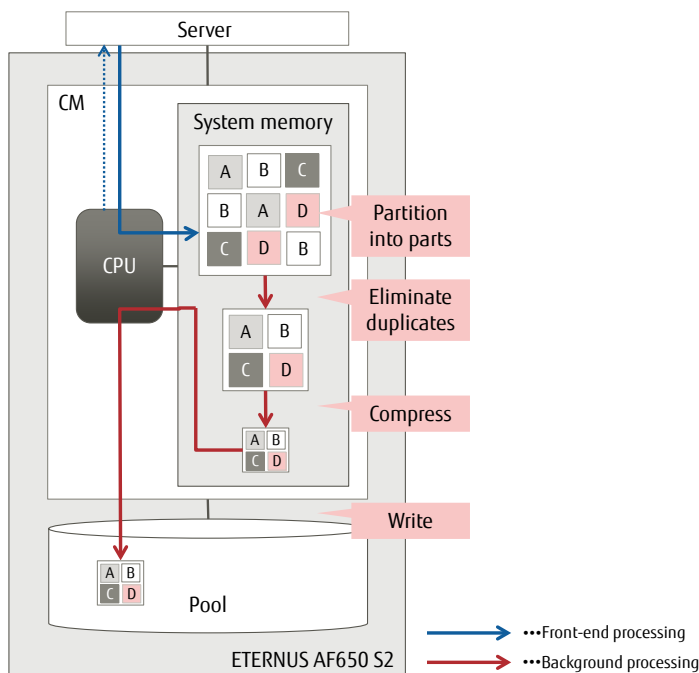 Server
CM
System memory
A B C
B A D
C D B
Partition
into parts
CPU
Eliminate
duplicates
A B
C D
Compress
A B
C D
Write
A B
C D
Pool
•••Front-end processing
•••Background processing
ETERNUS AF650 S2